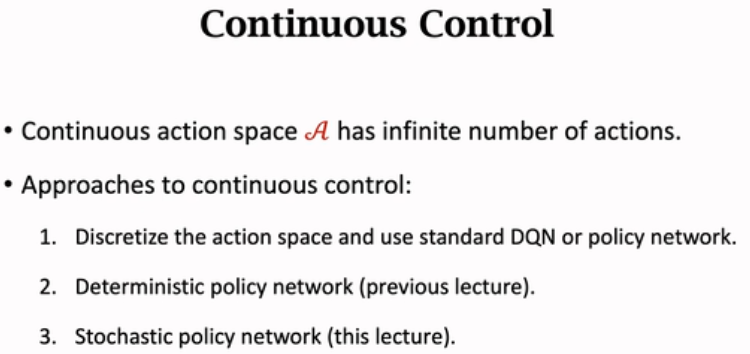 Continuous Control
• Continuous action space 𝒜 has infinite number of actions.
• Approaches to continuous control:
1. Discretize the action space and use standard DQN or policy network.
2. Deterministic policy network (previous lecture).
3. Stochastic policy network (this lecture).